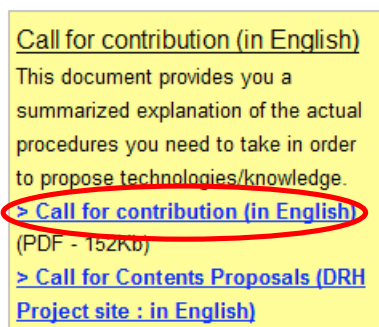 Call for contribution (in English)
This document provides you a
summarized explanation of the actual
procedures you need to take in order
to propose technologies/knowledge.
> Call for contribution (in English)
(PDF - 152Kb)
> Call for Contents Proposals (DRH
Project site : in English)